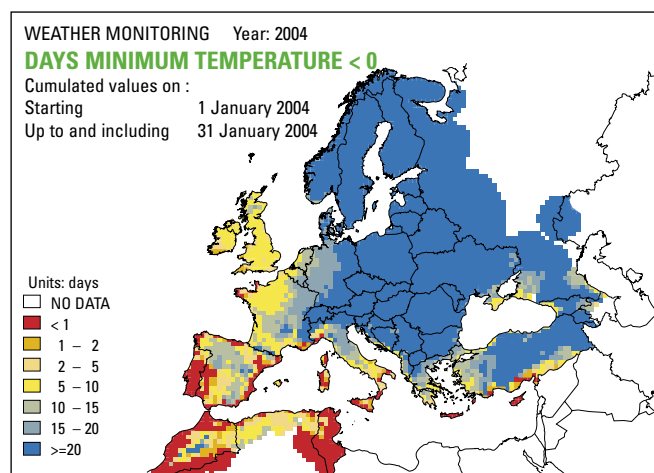 WEATHER MONITORING Year: 2004
DAYS MINIMUM TEMPERATURE < 0
Cumulated values on :
Starting 1 January 2004
Up to and including 31 January 2004
Units: days
NO DATA
< 1
1 – 2
2 – 5
5 – 10
10 – 15
15 – 20
>=20